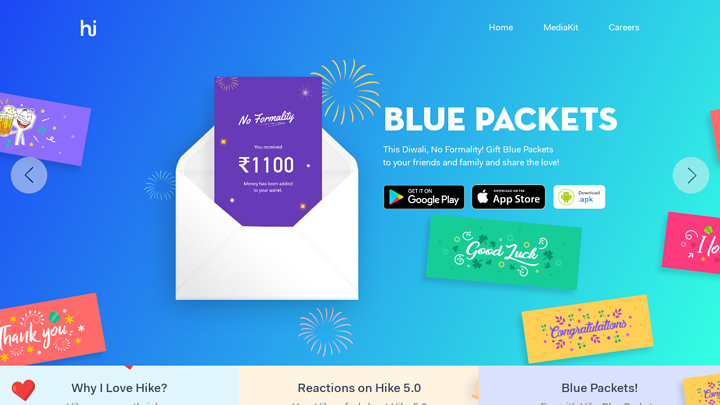 hi
Home
MediaKit
Careers
No Formality
You received
₹1100
Money has been added
to your wallet.
BLUE PACKETS
This Diwali, No Formality! Gift Blue Packets
to your friends and family and share the love!
GET IT ON
Google Play
DOWNLOAD ON THE
App Store
Download
.apk
Good Luck
I lo
Thank you
Congratulations
Why I Love Hike?
Reactions on Hike 5.0
Blue Packets!